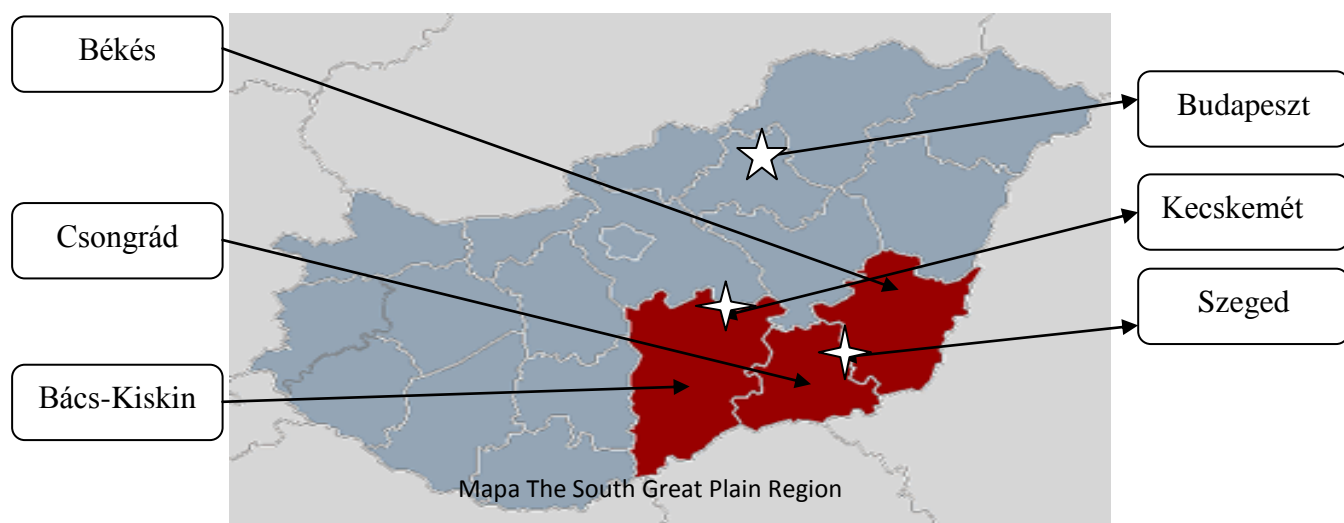 Békés
Budapeszt
Kecskemét
Csongrád
Szeged
Bács-Kiskin
Mapa The South Great Plain Region